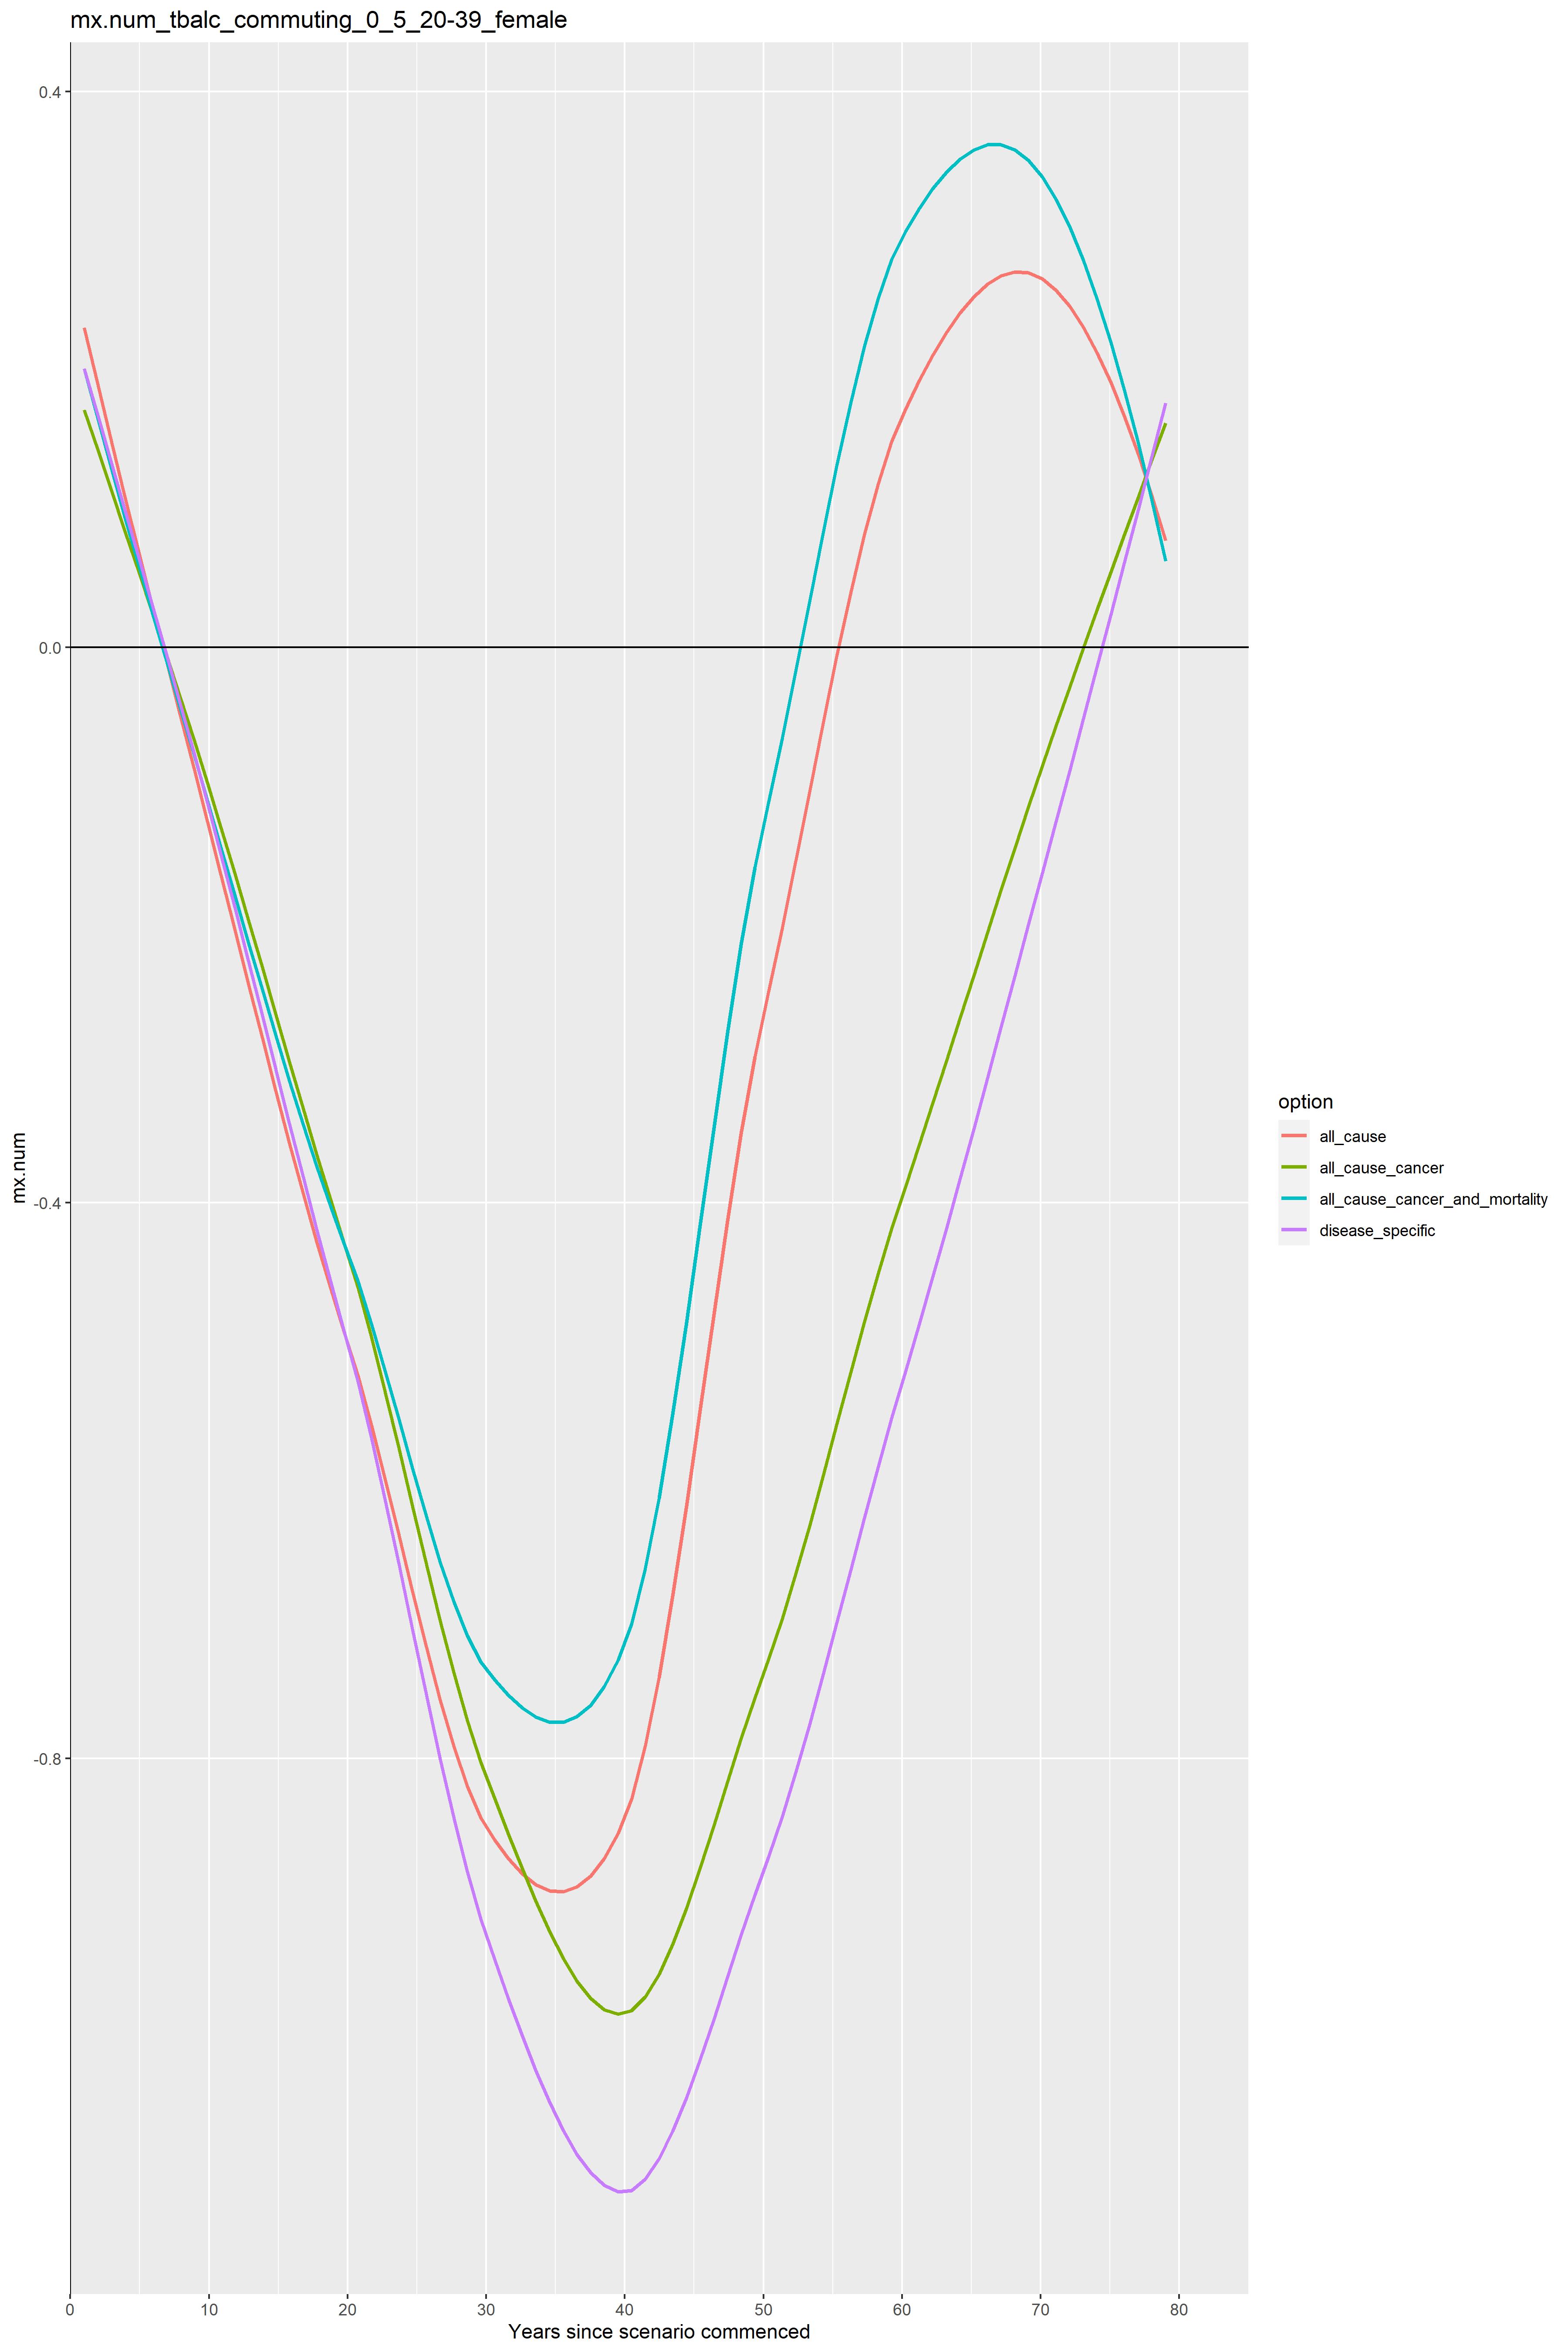 mx.num_tbalc_commuting_0_5_20-39_female
0.4
0.0
-0.4
-0.8
mx.num
0 10 20 30 40 50 60 70 80
Years since scenario commenced
option
all_cause
all_cause_cancer
all_cause_cancer_and_mortality
disease_specific